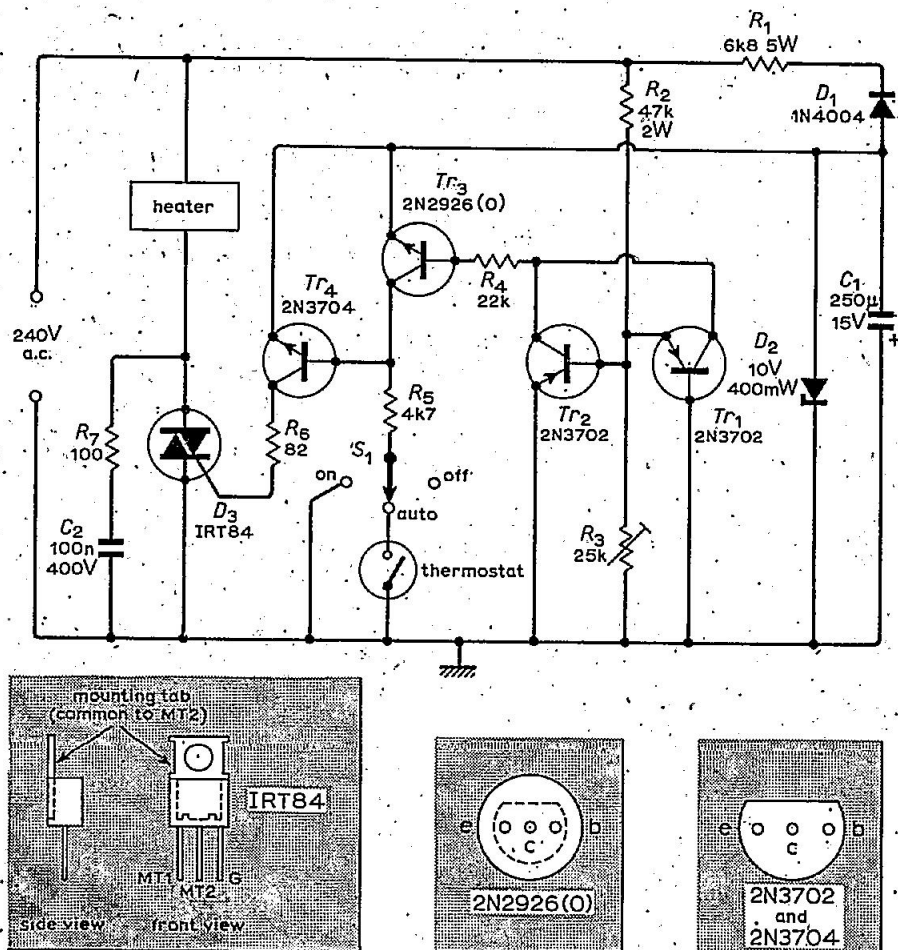 R1
6k8 5W
R2
47k
2W
D1
1N4004
heater
Tr3
2N2926(O)
R4
22k
Tr4
2N3704
C1
250μ
15V
+
240V
a.c.
D2
10V
400mW
R5
4k7
Tr2
2N3702
Tr1
2N3702
R7
100
R6
82
S1
on
off
auto
D3
IRT84
C2
100n
400V
R3
25k
thermostat
mounting tab
(common to MT2)
IRT84
MT1
MT2
G
side view
front view
e
c
b
2N2926(O)
e
c
b
2N3702
and
2N3704